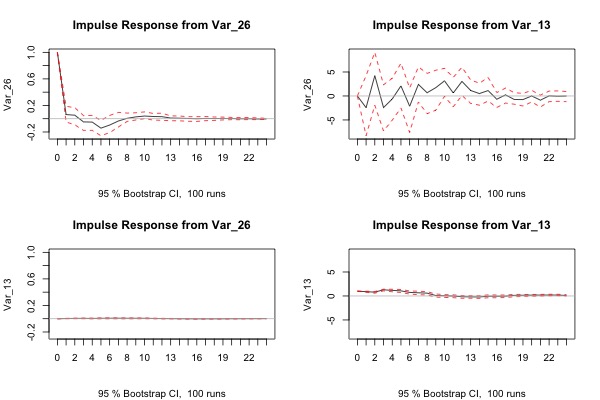 Impulse Response from Var_26
Var_26
1.0
0.6
0.2
-0.2
0 2 4 6 8 10 13 16 19 22
95 % Bootstrap CI, 100 runs
Impulse Response from Var_13
Var_26
5
0
-5
0 2 4 6 8 10 13 16 19 22
95 % Bootstrap CI, 100 runs
Impulse Response from Var_26
Var_13
1.0
0.6
0.2
-0.2
0 2 4 6 8 10 13 16 19 22
95 % Bootstrap CI, 100 runs
Impulse Response from Var_13
Var_13
5
0
-5
0 2 4 6 8 10 13 16 19 22
95 % Bootstrap CI, 100 runs